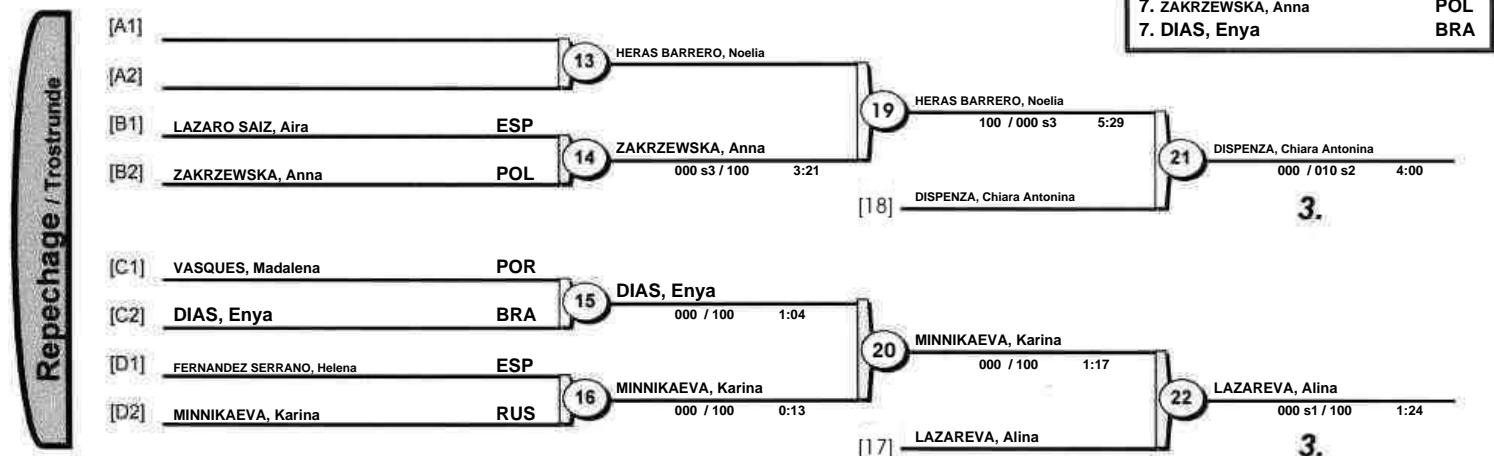 7. ZAKRZEWSKA, Anna POL
7. DIAS, Enya BRA
Repechage / Trostrunde
[A1]
[A2]
13 HERAS BARRERO, Noelia
[B1] LAZARO SAIZ, Aira ESP
[B2] ZAKRZEWSKA, Anna POL
14 ZAKRZEWSKA, Anna
000 s3 / 100 3:21
19 HERAS BARRERO, Noelia
100 / 000 s3 5:29
[18] DISPENZA, Chiara Antonina
21 DISPENZA, Chiara Antonina
000 / 010 s2 4:00
3.
[C1] VASQUES, Madalena POR
[C2] DIAS, Enya BRA
15 DIAS, Enya
000 / 100 1:04
[D1] FERNANDEZ SERRANO, Helena ESP
[D2] MINNIKAEVA, Karina RUS
16 MINNIKAEVA, Karina
000 / 100 0:13
20 MINNIKAEVA, Karina
000 / 100 1:17
[17] LAZAREVA, Alina
22 LAZAREVA, Alina
000 s1 / 100 1:24
3.